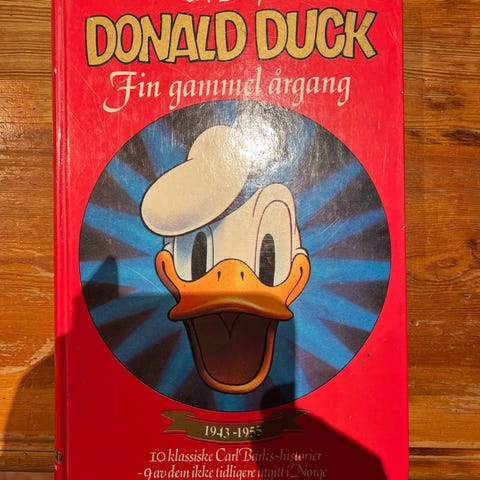 DONALD DUCK
Fin gammel årgang
1943-1955
10 klassiske Carl Barks-historier
-9 av dem ikke tidligere utgitt i Norge